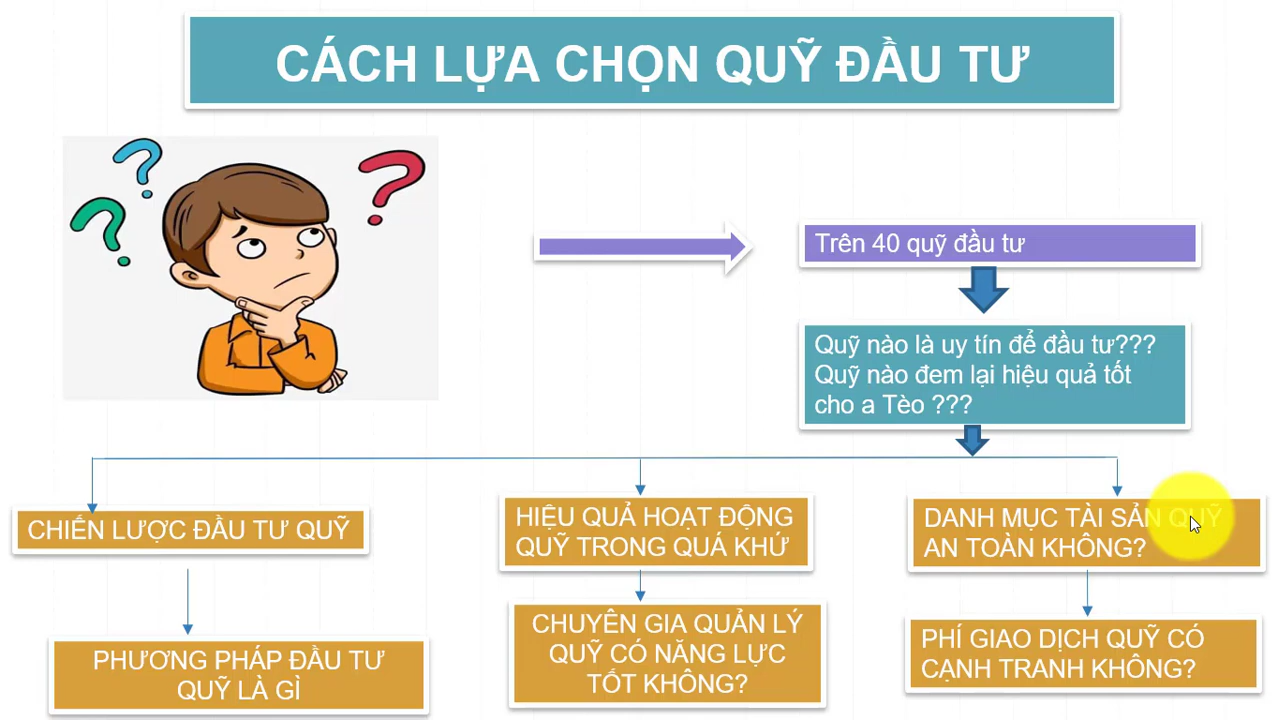 CÁCH LỰA CHỌN QUỸ ĐẦU TƯ
Trên 40 quỹ đầu tư
Quỹ nào là uy tín để đầu tư???
Quỹ nào đem lại hiệu quả tốt
cho a Tèo ???
CHIẾN LƯỢC ĐẦU TƯ QUỸ
HIỆU QUẢ HOẠT ĐỘNG
QUỸ TRONG QUÁ KHỨ
DANH MỤC TÀI SẢN QUỸ
AN TOÀN KHÔNG?
PHƯƠNG PHÁP ĐẦU TƯ
QUỸ LÀ GÌ
CHUYÊN GIA QUẢN LÝ
QUỸ CÓ NĂNG LỰC
TỐT KHÔNG?
PHÍ GIAO DỊCH QUỸ CÓ
CẠNH TRANH KHÔNG?